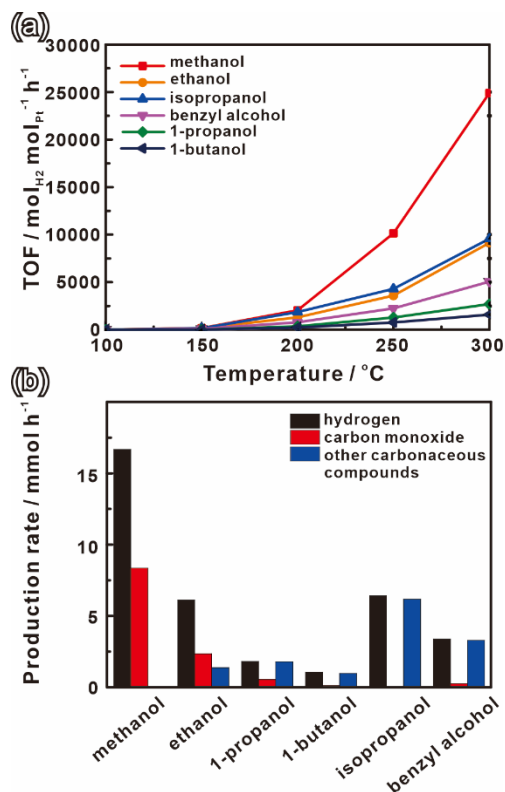 (a)
30000
25000
20000
15000
10000
5000
0
methanol
ethanol
isopropanol
benzyl alcohol
1-propanol
1-butanol
TOF / mol_H2 mol_Pt^-1 h^-1
100 150 200 250 300
Temperature / °C
(b)
15
10
5
0
hydrogen
carbon monoxide
other carbonaceous
compounds
Production rate / mmol h^-1
methanol
ethanol
1-propanol
1-butanol
isopropanol
benzyl alcohol